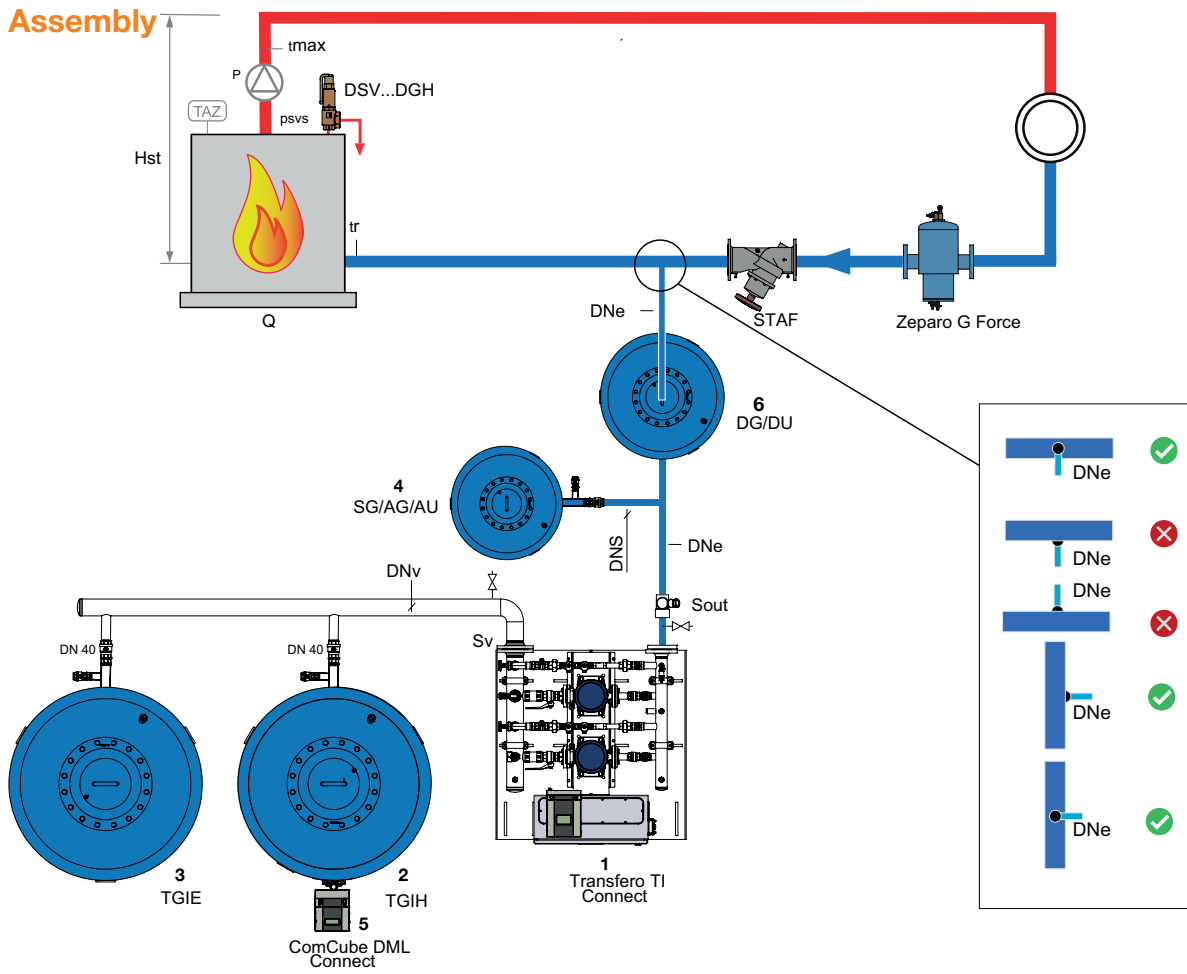 Assembly
tmax
P
DSV...DGH
TAZ
psvs
Hst
tr
Q
DNe
STAF
Zeparo G Force
6
DG/DU
4
SG/AG/AU
DNS
DNe
DNv
Sout
Sv
DN 40
DN 40
3
TGIE
2
TGIH
5
ComCube DML
Connect
1
Transfero TI
Connect
DNe
DNe
DNe
DNe
DNe